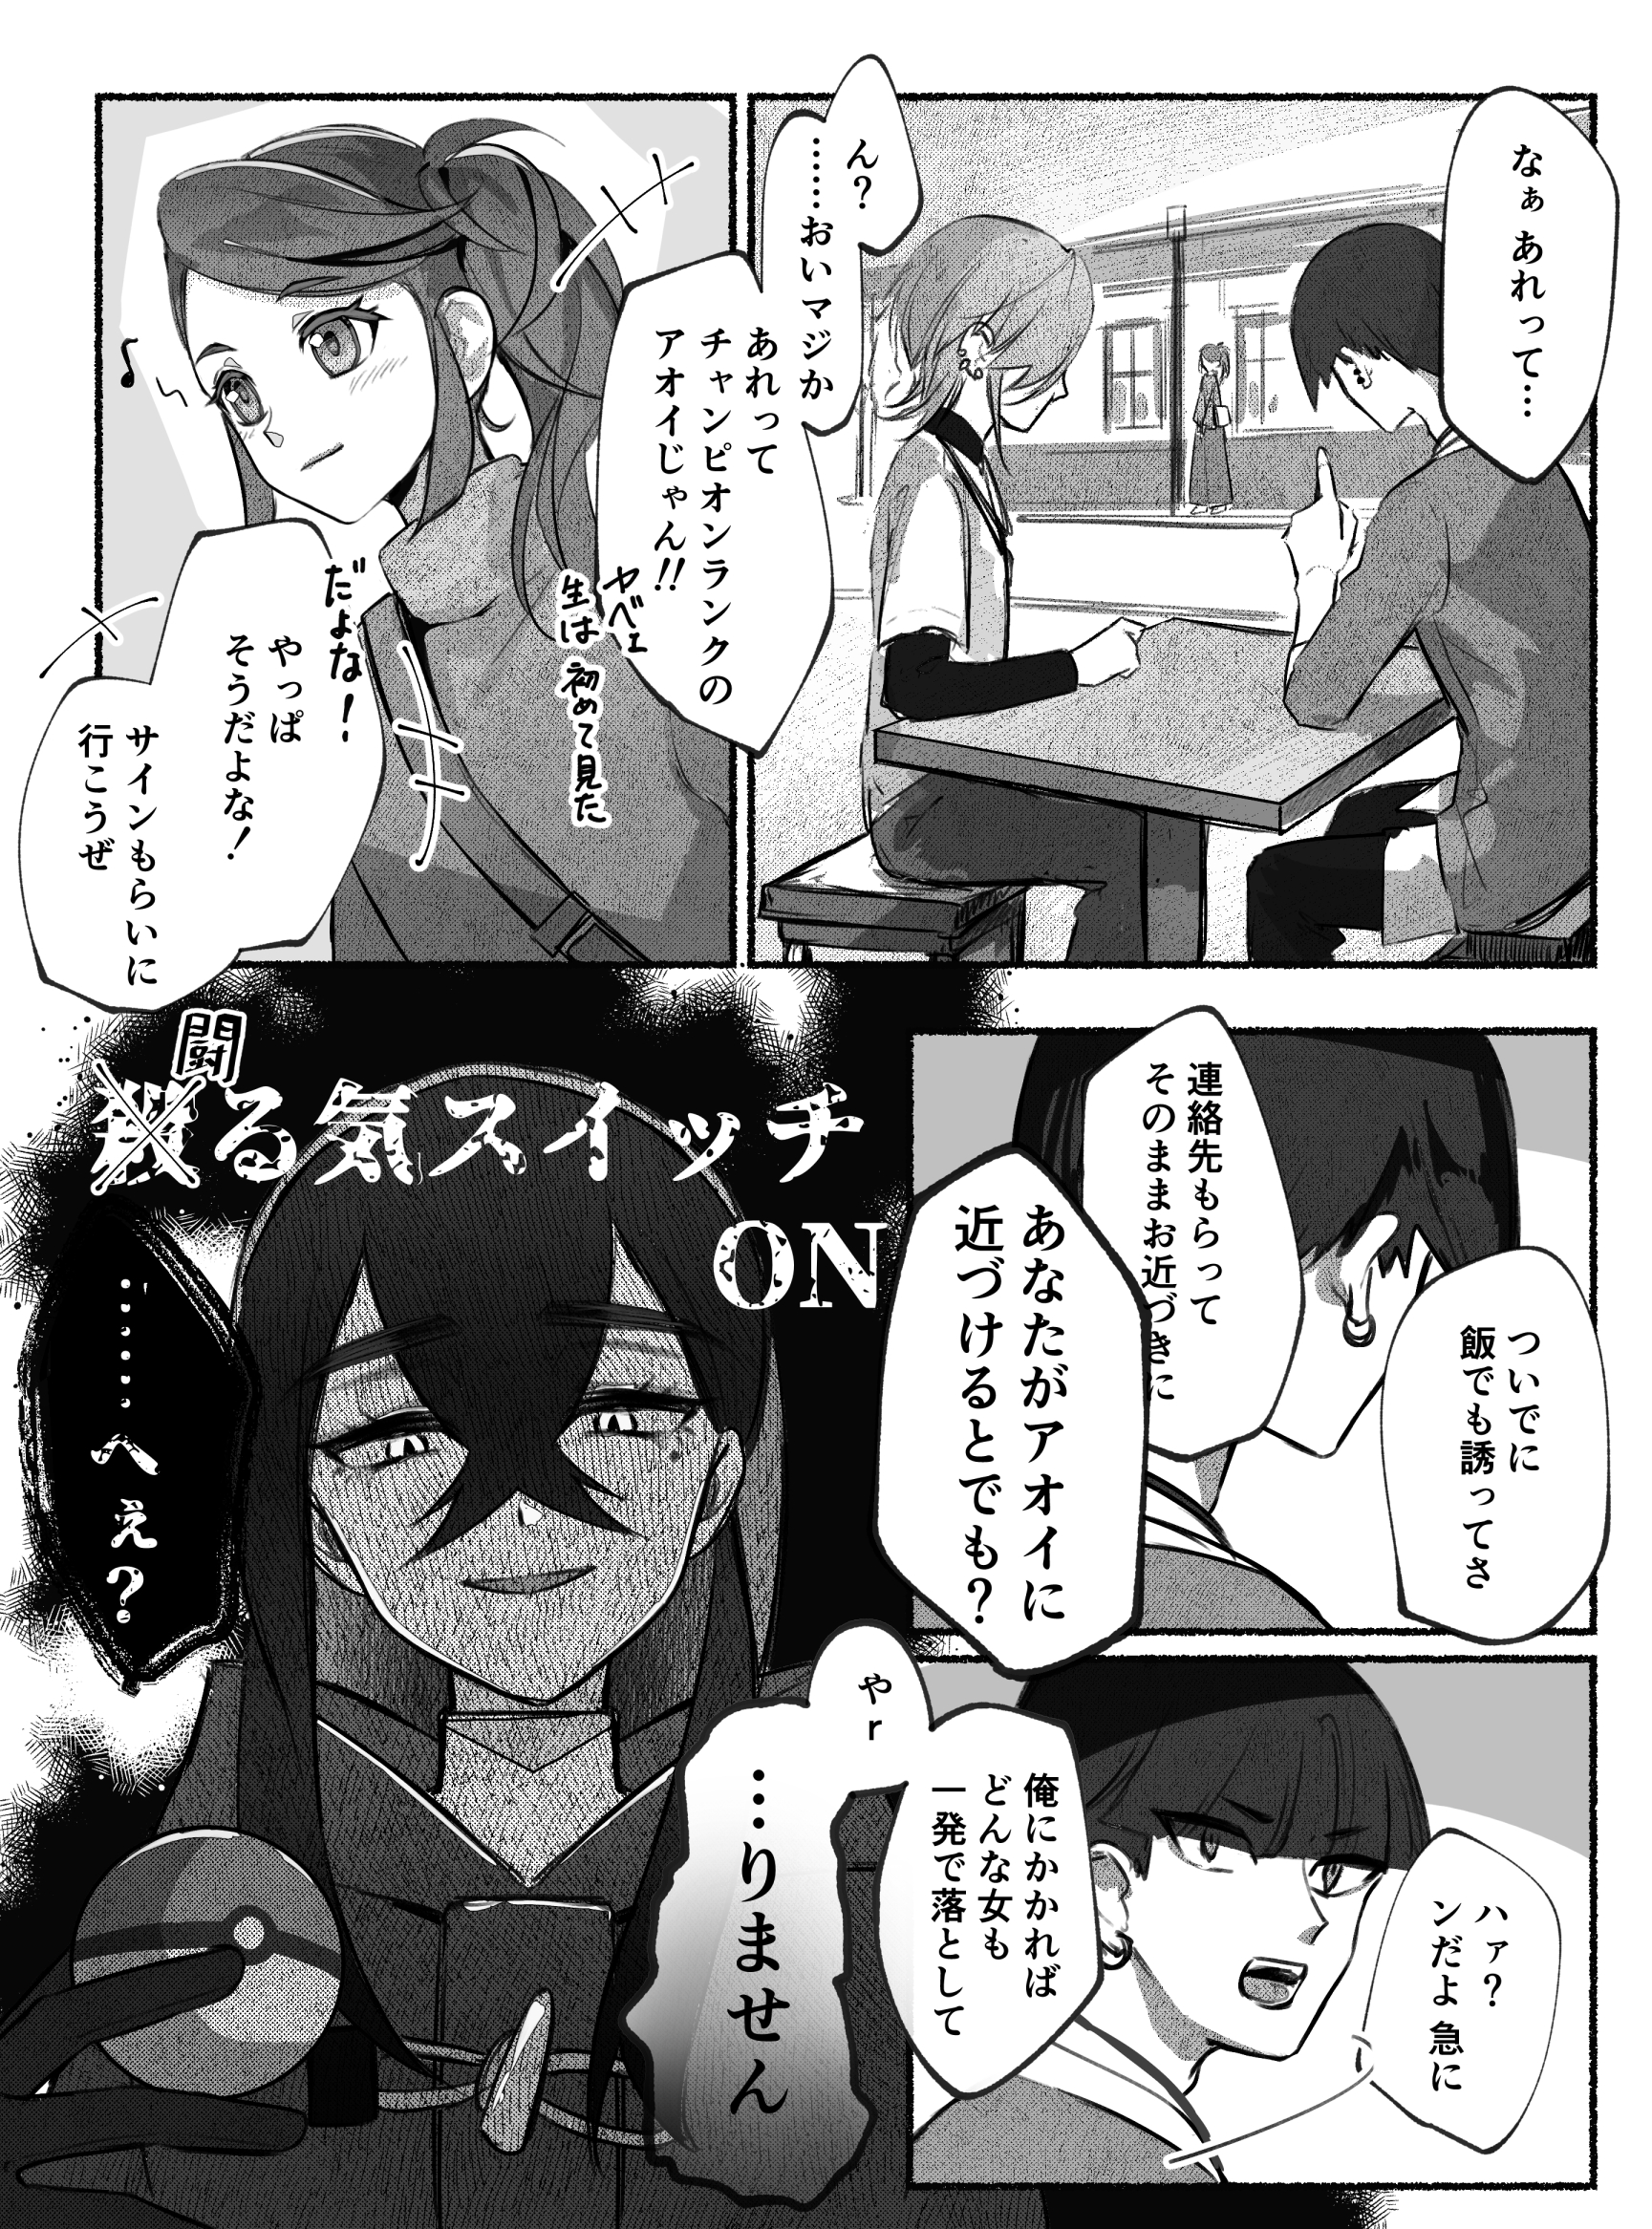 なぁ あれって…
ん?
……おいマジか
あれって
チャンピオンランクの
アオイじゃん!!
ヤベェ
生は初めて見た
だよな!
やっぱ
そうだよな!
サインもらいに
行こうぜ
ついでに
飯でも誘ってさ
連絡先もらって
そのままお近づきに
あなたがアオイに
近づけるとでも?
ハァ?
ンだよ 急に
俺にかかれば
どんな女も
一発で落として
やr
…りません
闘
殺る気スイッチ
ON
……へぇ?